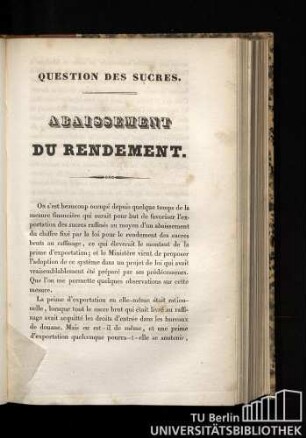 QUESTION DES SUCRES.
ABAISSEMENT
DU RENDEMENT.
On s'est beaucoup occupé depuis quelque temps de la
mesure financière qui aurait pour but de favoriser l'ex-
portation des sucres raffinés au moyen d'un abaissement
du chiffre fixé par la loi pour le rendement des sucres
bruts au raffinage, ce qui élèverait le montant de la
prime d'exportation; et le Ministère vient de proposer
l'adoption de ce système dans un projet de loi qui avait
vraisemblablement été préparé par ses prédécesseurs.
Que l'on me permette quelques observations sur cette
mesure.
La prime d'exportation en elle-même était ration-
nelle, lorsque tout le sucre brut qui était livré au raffi-
nage avait acquitté les droits d'entrée dans les bureaux
de douane. Mais en est-il de même, et une prime
d'exportation quelconque pourra-t-elle se soutenir,
TU Berlin
UNIVERSITÄTSBIBLIOTHEK